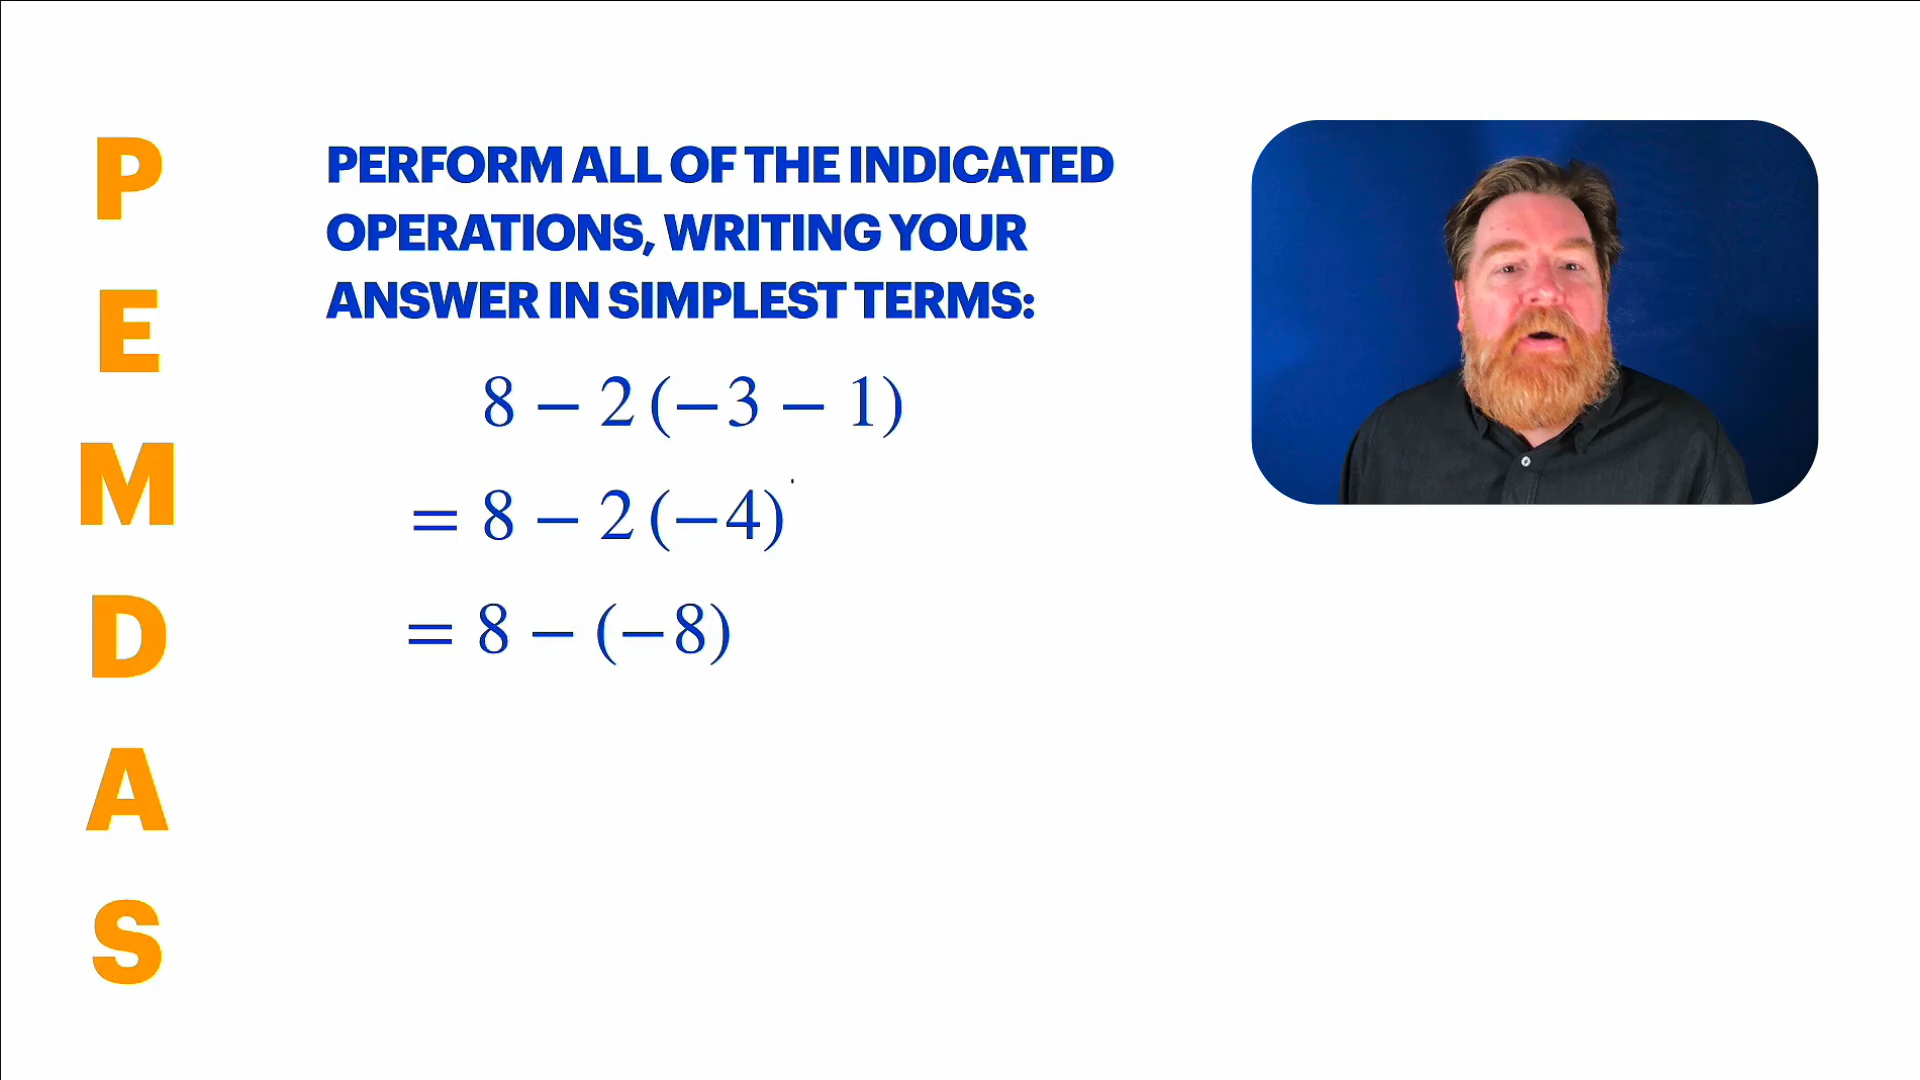 P
E
M
D
A
S
PERFORM ALL OF THE INDICATED
OPERATIONS, WRITING YOUR
ANSWER IN SIMPLEST TERMS:
8 − 2 (−3 − 1)
= 8 − 2 (−4)
= 8 − (−8)